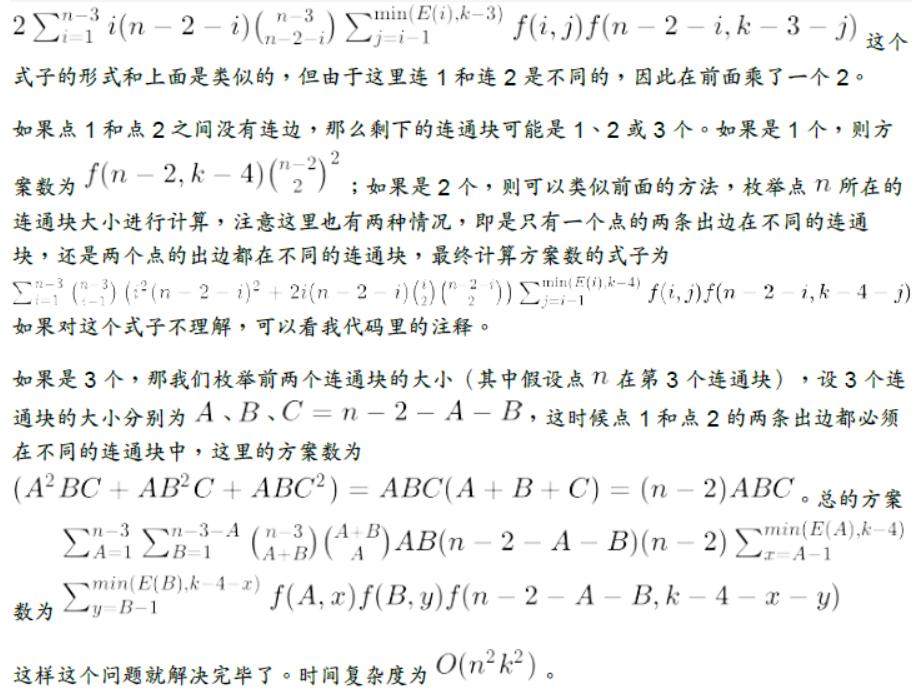 2∑_{i=1}^{n−3} i(n − 2 − i)\binom{n−3}{n−2−i} ∑_{j=i−1}^{min(E(i),k−3)} f(i, j)f(n − 2 − i, k − 3 − j) 这个
式子的形式和上面是类似的，但由于这里连 1 和连 2 是不同的，因此在前面乘了一个 2。
如果点 1 和点 2 之间没有连边，那么剩下的连通块可能是 1、2 或 3 个。如果是 1 个，则方
案数为 f(n − 2, k − 4)\binom{n−2}{2}^2；如果是 2 个，则可以类似前面的方法，枚举点 n 所在的
连通块大小进行计算，注意这里也有两种情况，即是只有一个点的两条出边在不同的连通
块，还是两个点的出边都在不同的连通块，最终计算方案数的式子为
∑_{i=1}^{n−3} \binom{n−3}{i−1} (i^2(n − 2 − i)^2 + 2i(n − 2 − i)\binom{i}{2}\binom{n−2−i}{2}) ∑_{j=i−1}^{min(E(i),k−4)} f(i, j)f(n − 2 − i, k − 4 − j)
如果对这个式子不理解，可以看我代码里的注释。
如果是 3 个，那我们枚举前两个连通块的大小（其中假设点 n 在第 3 个连通块），设 3 个连
通块的大小分别为 A、B、C = n − 2 − A − B，这时候点 1 和点 2 的两条出边都必须
在不同的连通块中，这里的方案数为
(A^2BC + AB^2C + ABC^2) = ABC(A + B + C) = (n − 2)ABC。总的方案
∑_{A=1}^{n−3} ∑_{B=1}^{n−3−A} \binom{n−3}{A+B}\binom{A+B}{A} AB(n − 2 − A − B)(n − 2) ∑_{x=A−1}^{min(E(A),k−4)}
数为 ∑_{y=B−1}^{min(E(B),k−4−x)} f(A, x)f(B, y)f(n − 2 − A − B, k − 4 − x − y)
这样这个问题就解决完毕了。时间复杂度为 O(n^2k^2)。